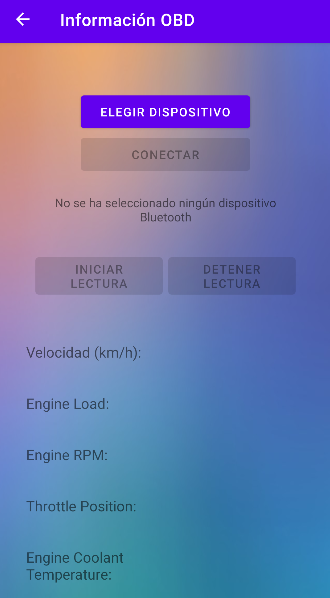 Información OBD
ELEGIR DISPOSITIVO
CONECTAR
No se ha seleccionado ningún dispositivo
Bluetooth
INICIAR
LECTURA
DETENER
LECTURA
Velocidad (km/h):
Engine Load:
Engine RPM:
Throttle Position:
Engine Coolant
Temperature: